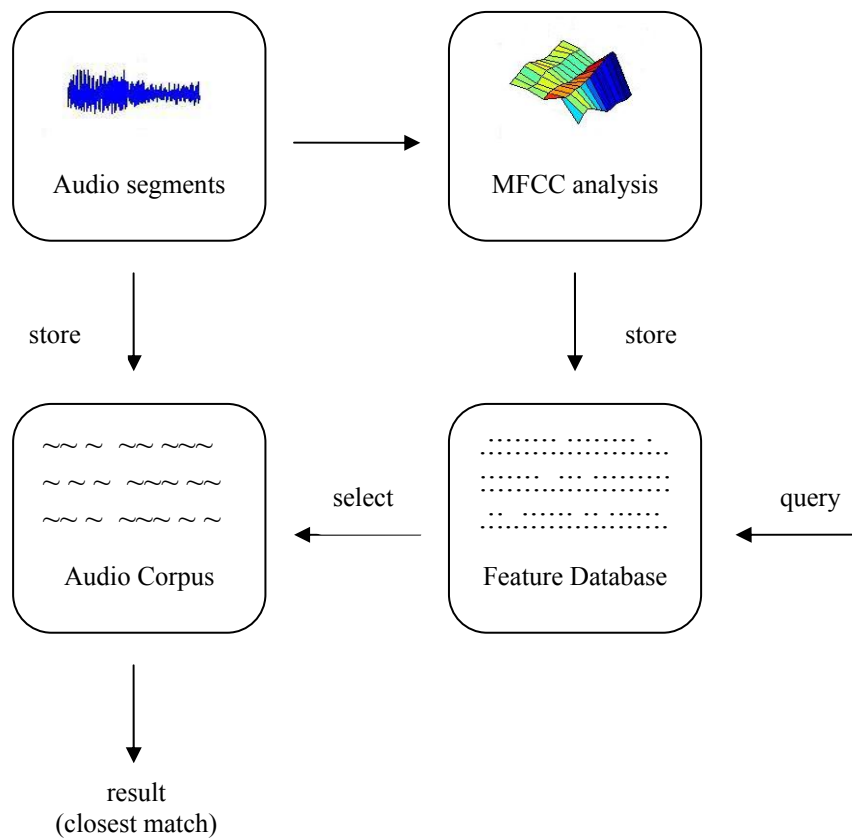 Audio segments
MFCC analysis
store
store
select
query
Audio Corpus
Feature Database
result
(closest match)